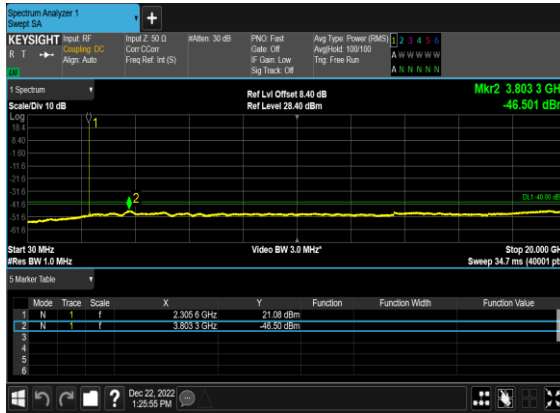 Spectrum Analyzer 1
Swept SA
+
KEYSIGHT Input: RF Input Z: 50 Ω #Atten: 30 dB PNO: Fast Avg Type: Power (RMS) 1 2 3 4 5 6
R T Coupling: DC Corr CCorr Gate: Off Avg|Hold: 100/100 A W W W W W
Align: Auto Freq Ref: Int (S) IF Gain: Low Trig: Free Run
Sig Track: Off A N N N N N
1 Spectrum Ref Lvl Offset 8.40 dB Mkr2 3.803 3 GH
Scale/Div 10 dB Ref Level 28.40 dBm -46.501 dBr
Log
18.4 1
8.40
-1.60
-11.6
-21.6
-31.6 2 DL1 -40.00 dB
-41.6
-51.6
-61.6
Start 30 MHz Video BW 3.0 MHz* Stop 20.000 GH
#Res BW 1.0 MHz Sweep 34.7 ms (40001 pt
5 Marker Table
Mode Trace Scale X Y Function Function Width Function Value
1 N 1 f 2.305 6 GHz 21.08 dBm
2 N 1 f 3.803 3 GHz -46.50 dBm
3
4
5
6
? Dec 22, 2022
1:25:55 PM